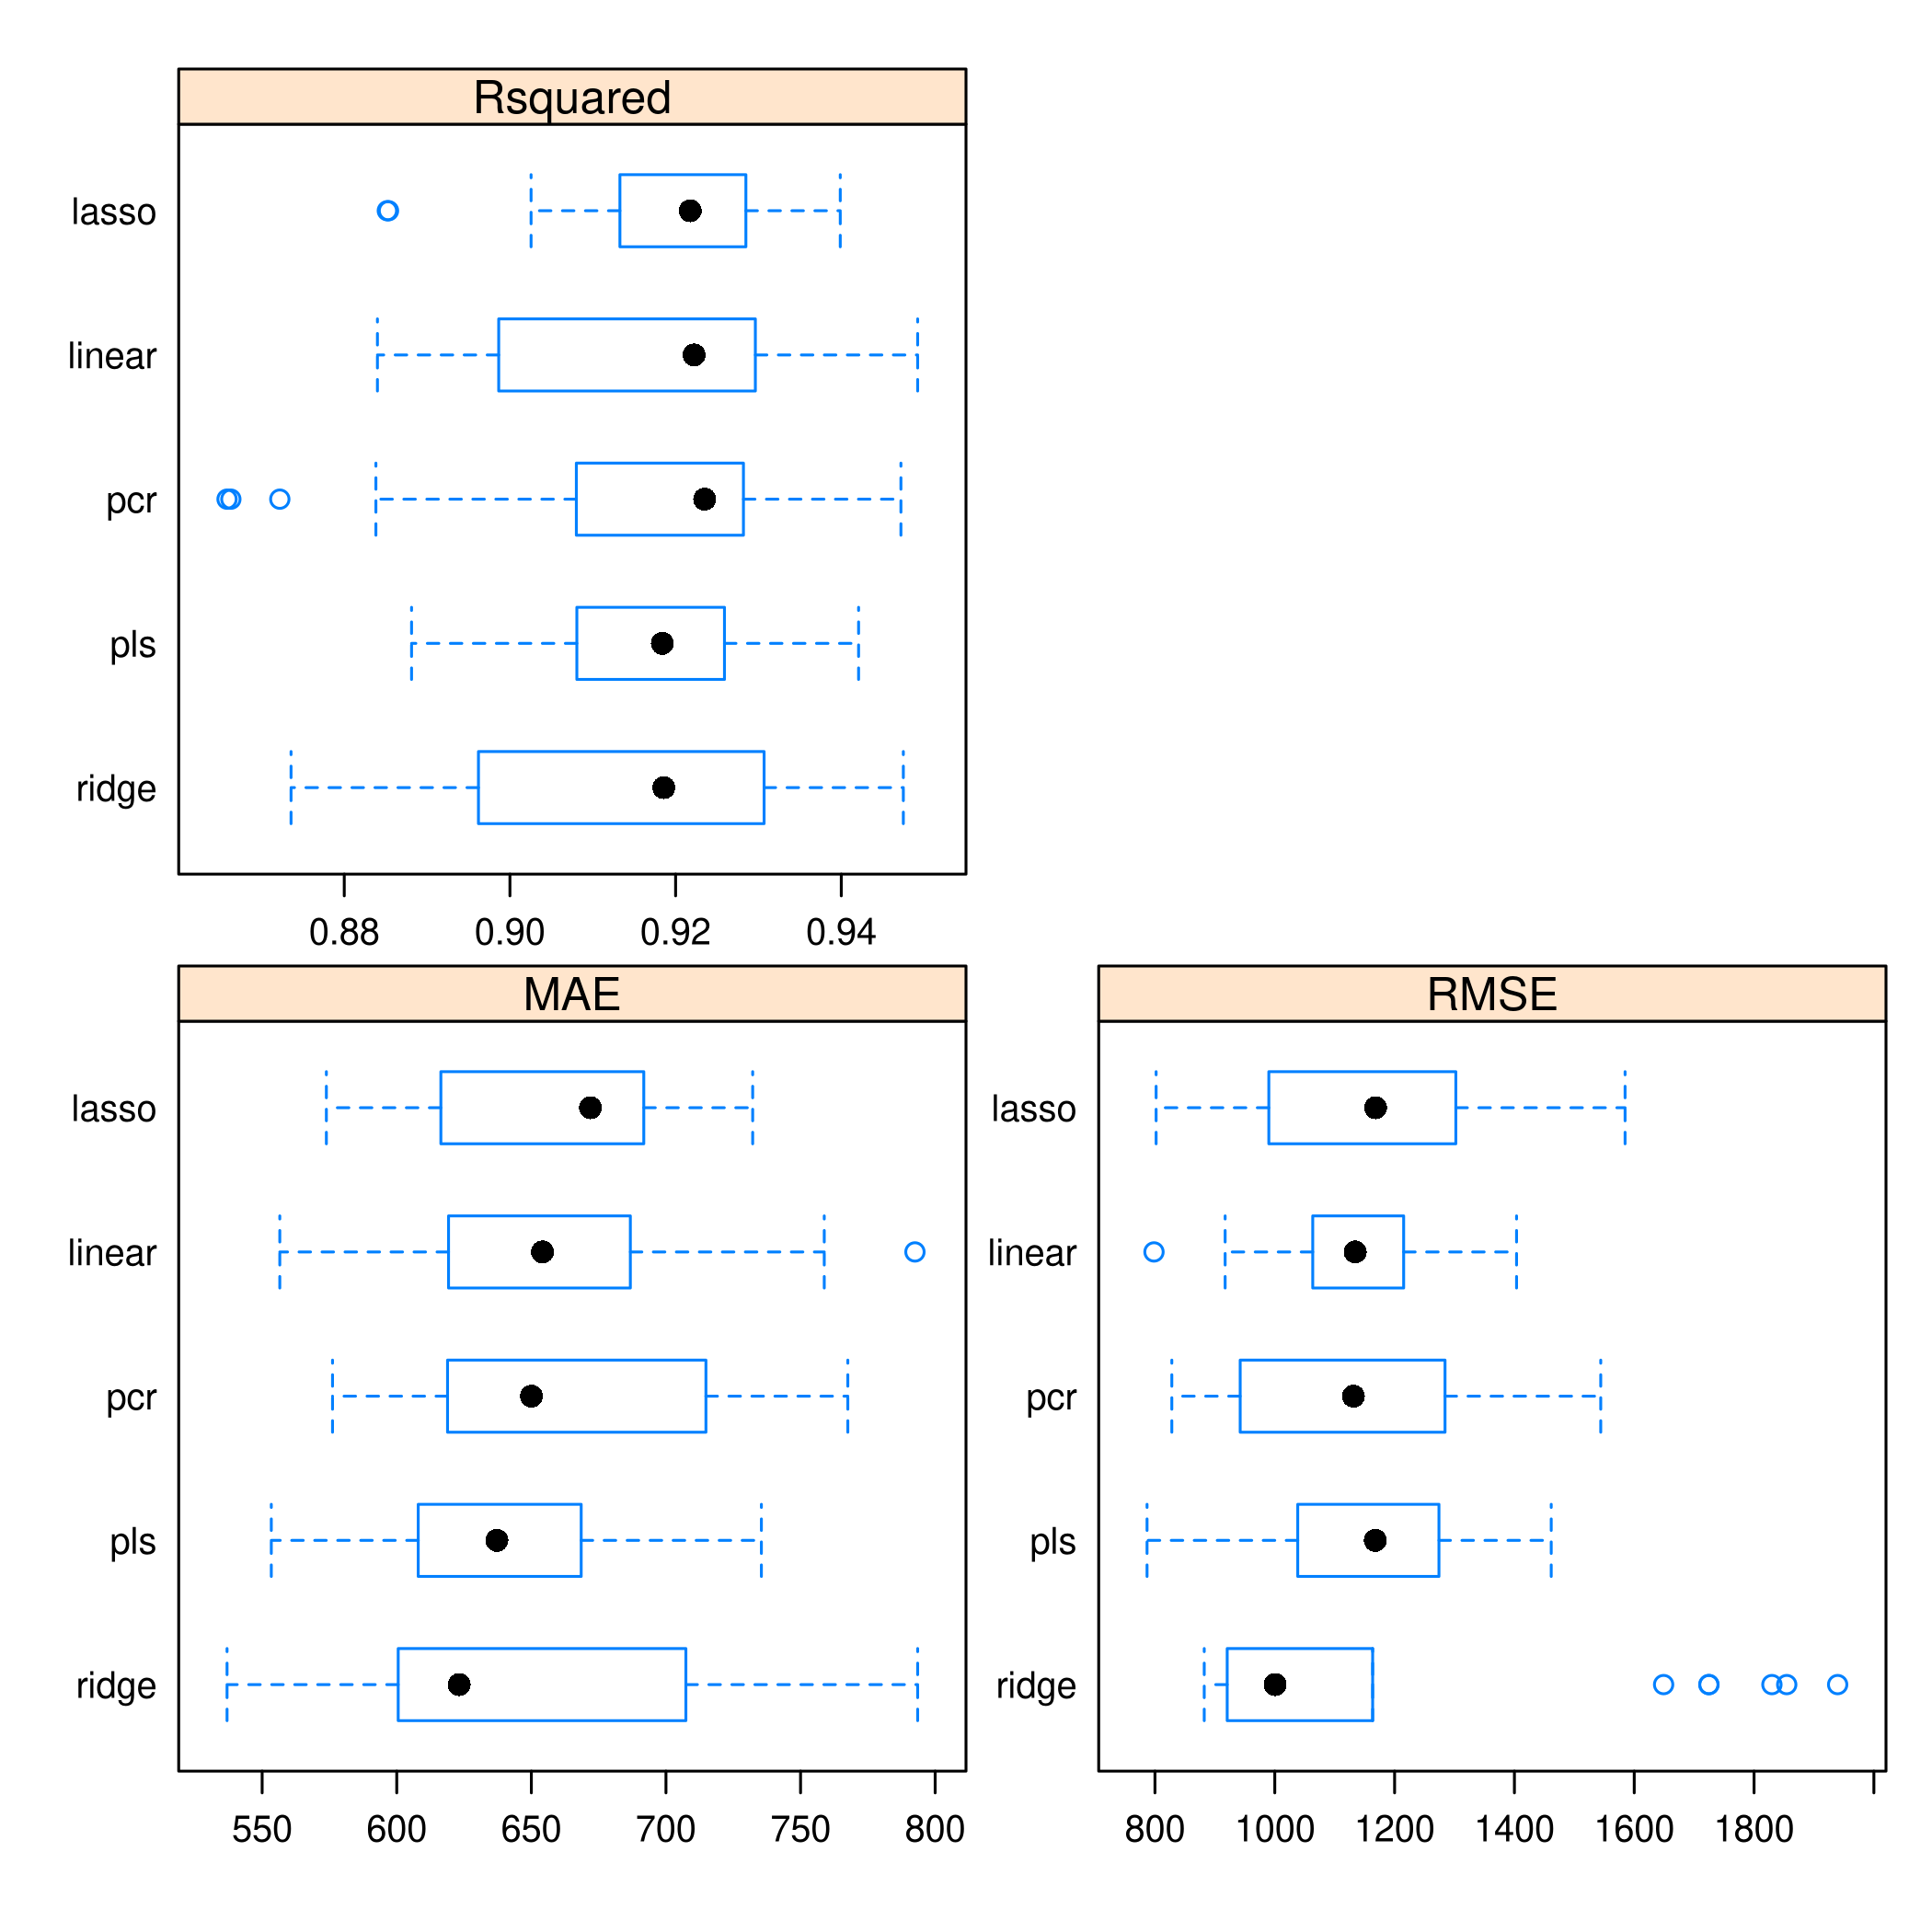 Rsquared
lasso
linear
pcr
pls
ridge
0.88 0.90 0.92 0.94
MAE
lasso
linear
pcr
pls
ridge
550 600 650 700 750 800
RMSE
lasso
linear
pcr
pls
ridge
800 1000 1200 1400 1600 1800